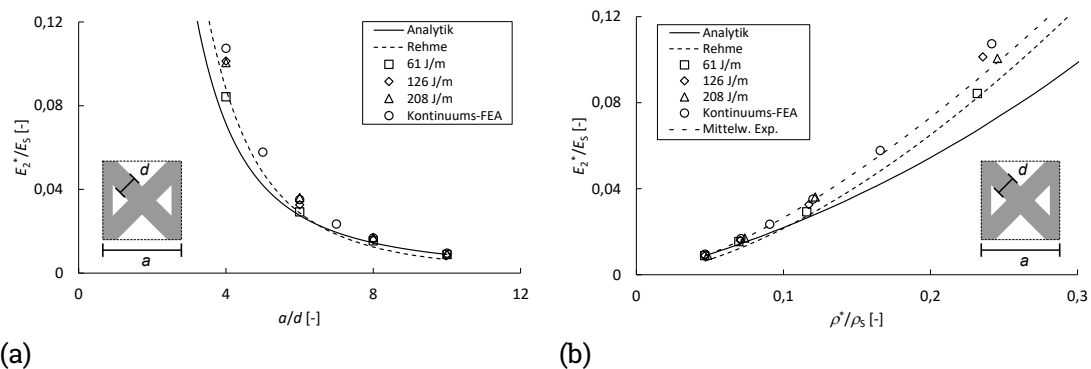 0,12
0,08
0,04
0
E₂*/Eₛ [-]
0
4
8
12
a/d [-]
Analytik
Rehme
61 J/m
126 J/m
208 J/m
Kontinuums-FEA
d
a
(a)
0,12
0,08
0,04
0
E₂*/Eₛ [-]
0
0,1
0,2
0,3
ρ*/ρₛ [-]
Analytik
Rehme
61 J/m
126 J/m
208 J/m
Kontinuums-FEA
Mittelw. Exp.
d
a
(b)